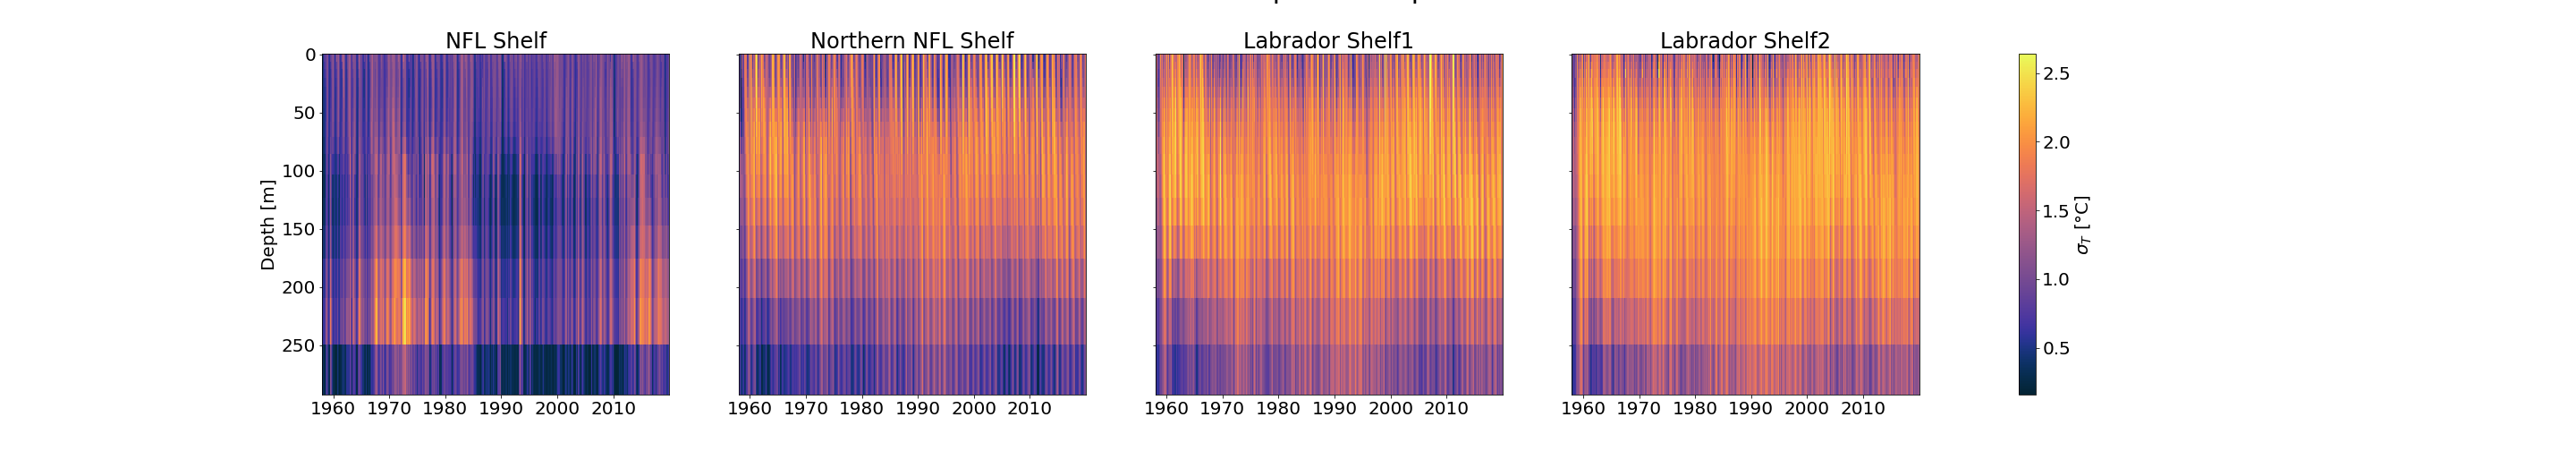 NFL Shelf
Northern NFL Shelf
Labrador Shelf1
Labrador Shelf2
Depth [m]
0
50
100
150
200
250
1960 1970 1980 1990 2000 2010
1960 1970 1980 1990 2000 2010
1960 1970 1980 1990 2000 2010
1960 1970 1980 1990 2000 2010
2.5
2.0
1.5
1.0
0.5
σT [°C]